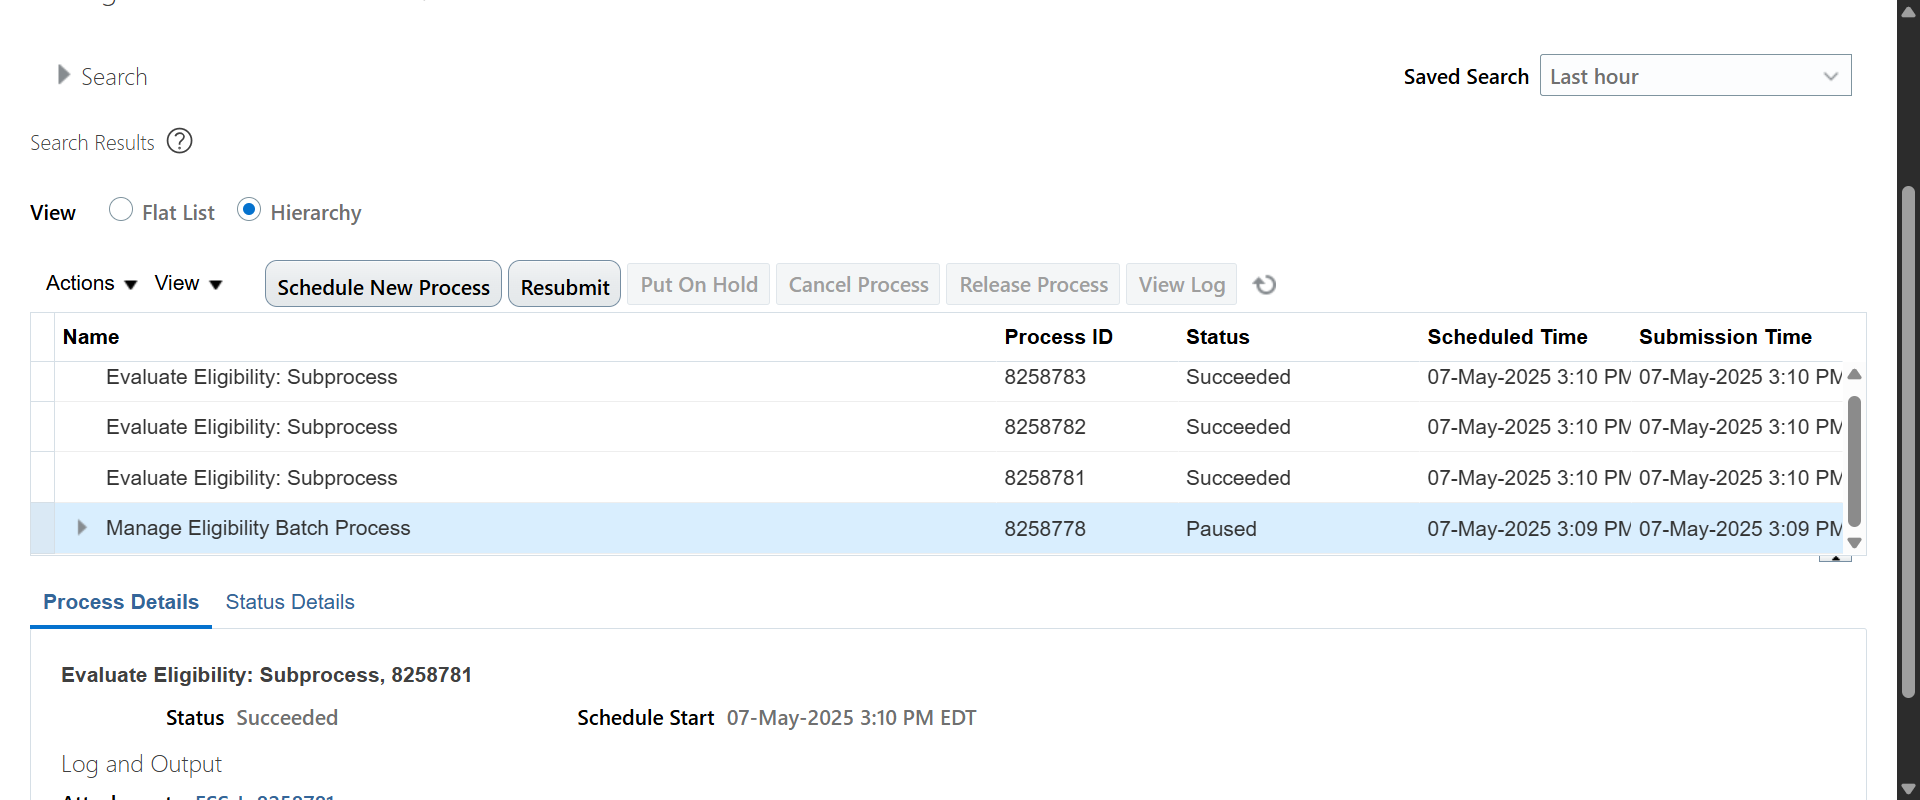 Search
Saved Search Last hour
Search Results ?
View Flat List Hierarchy
Actions View Schedule New Process Resubmit Put On Hold Cancel Process Release Process View Log
Name Process ID Status Scheduled Time Submission Time
Evaluate Eligibility: Subprocess 8258783 Succeeded 07-May-2025 3:10 PM 07-May-2025 3:10 PM
Evaluate Eligibility: Subprocess 8258782 Succeeded 07-May-2025 3:10 PM 07-May-2025 3:10 PM
Evaluate Eligibility: Subprocess 8258781 Succeeded 07-May-2025 3:10 PM 07-May-2025 3:10 PM
Manage Eligibility Batch Process 8258778 Paused 07-May-2025 3:09 PM 07-May-2025 3:09 PM
Process Details Status Details
Evaluate Eligibility: Subprocess, 8258781
Status Succeeded Schedule Start 07-May-2025 3:10 PM EDT
Log and Output